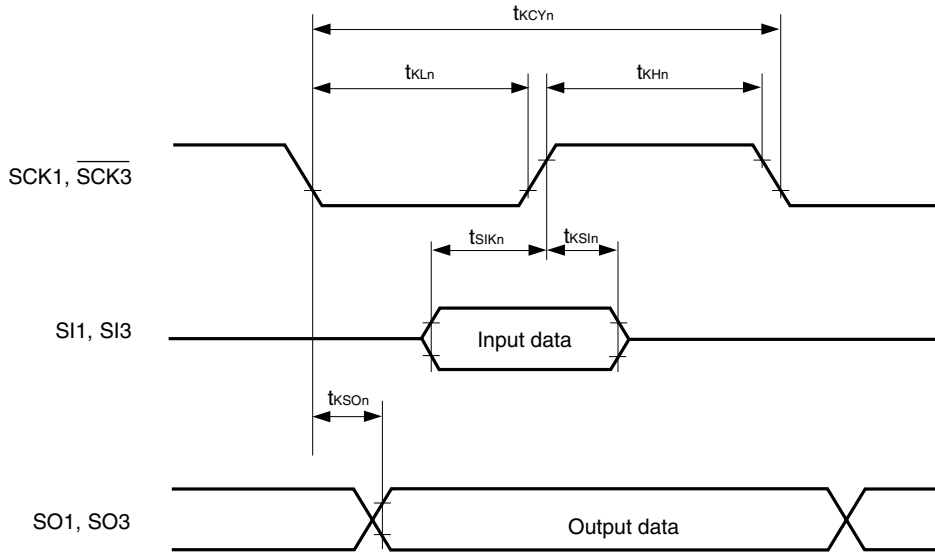 tKCYn
tKLn
tKHn
SCK1, SCK3
tSIKn
tKSIn
SI1, SI3
Input data
tKSOn
SO1, SO3
Output data